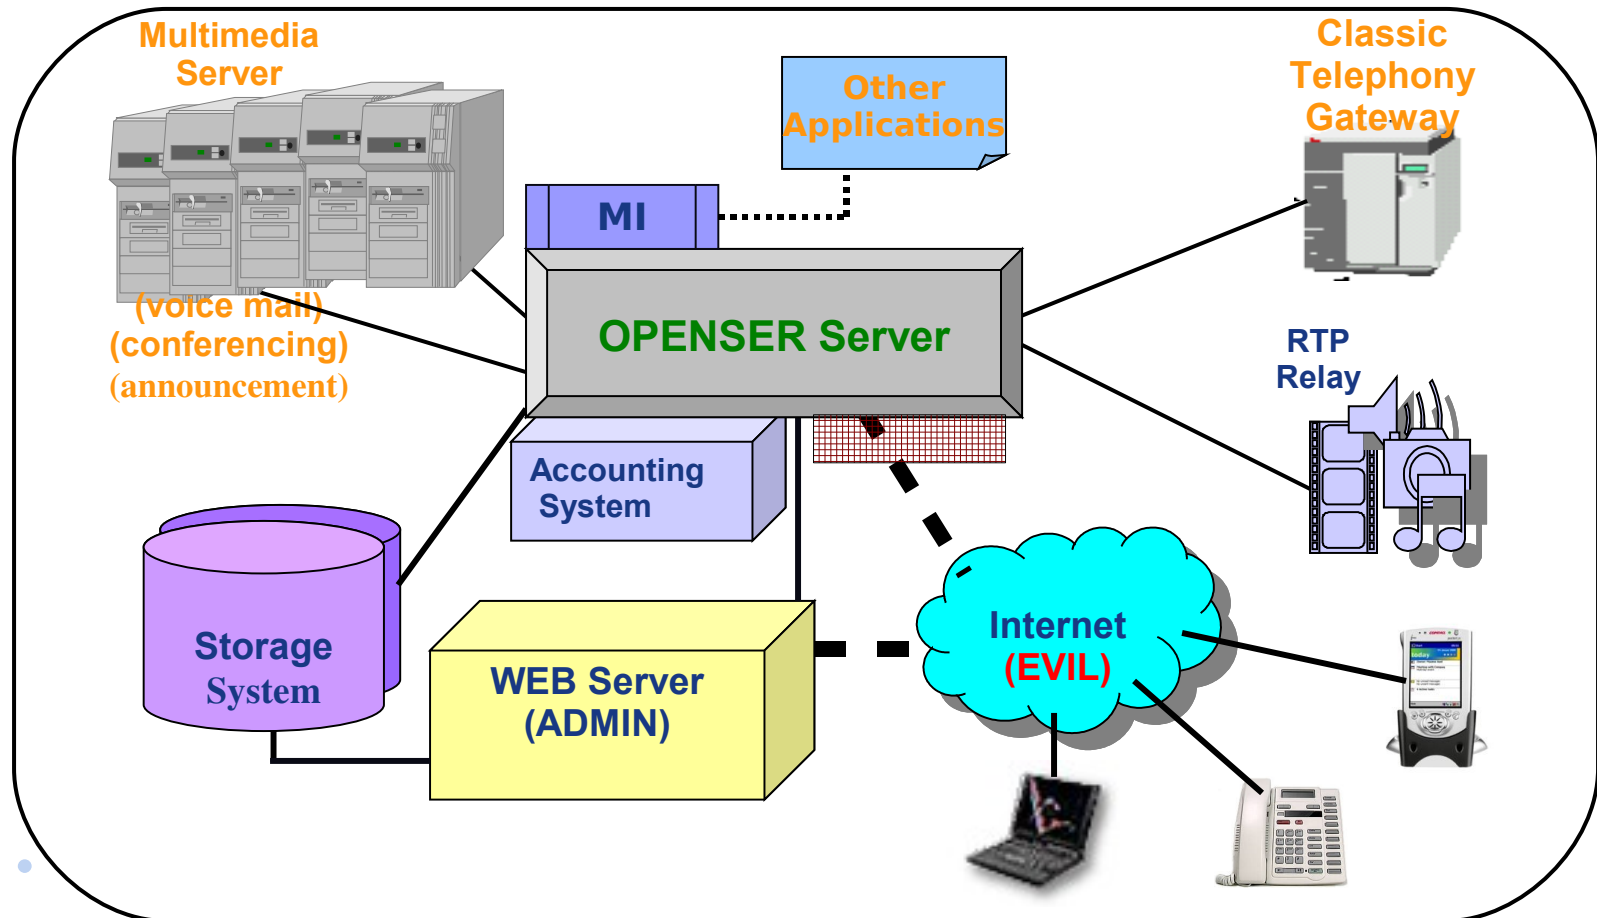 Multimedia
Server
(voice mail)
(conferencing)
(announcement)
Other
Applications
Classic
Telephony
Gateway
MI
OPENSER Server
RTP
Relay
Accounting
System
Storage
System
WEB Server
(ADMIN)
Internet
(EVIL)
today